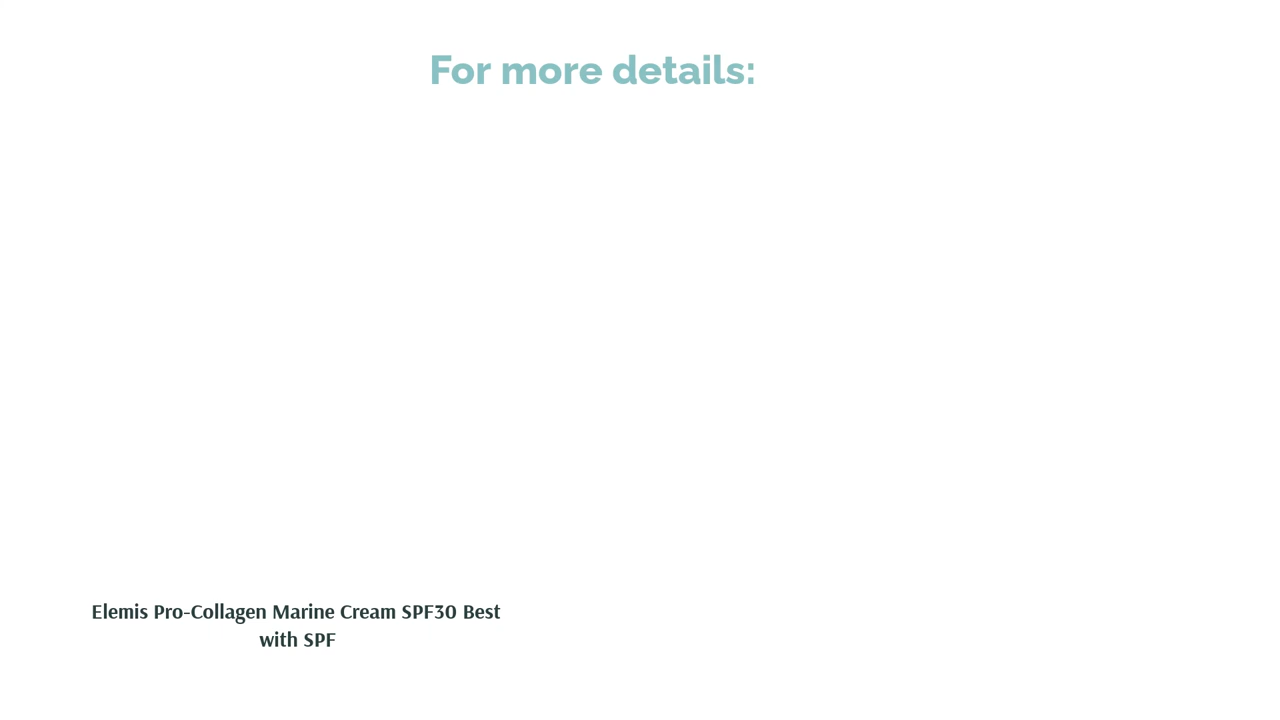 For more details:
Elemis Pro-Collagen Marine Cream SPF30 Best
with SPF